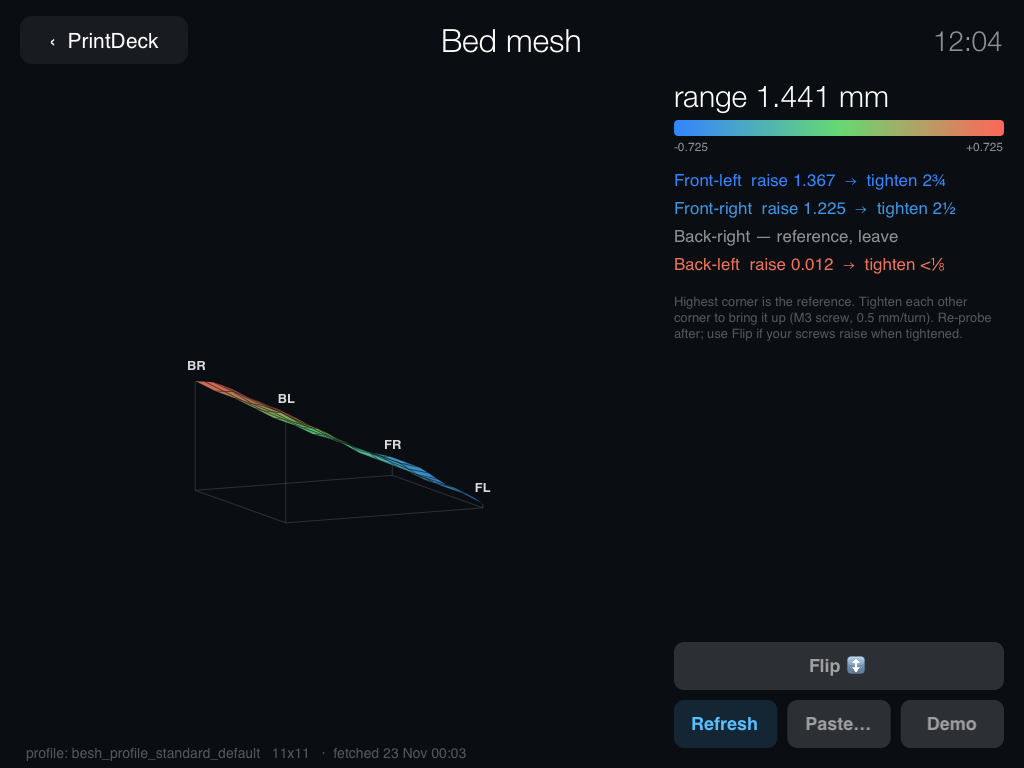 ‹ PrintDeck
Bed mesh
12:04
range 1.441 mm
-0.725 +0.725
Front-left raise 1.367 → tighten 2¾
Front-right raise 1.225 → tighten 2½
Back-right — reference, leave
Back-left raise 0.012 → tighten <⅛
Highest corner is the reference. Tighten each other
corner to bring it up (M3 screw, 0.5 mm/turn). Re-probe
after; use Flip if your screws raise when tightened.
BR
BL
FR
FL
Flip ↕
Refresh Paste… Demo
profile: besh_profile_standard_default 11x11 · fetched 23 Nov 00:03